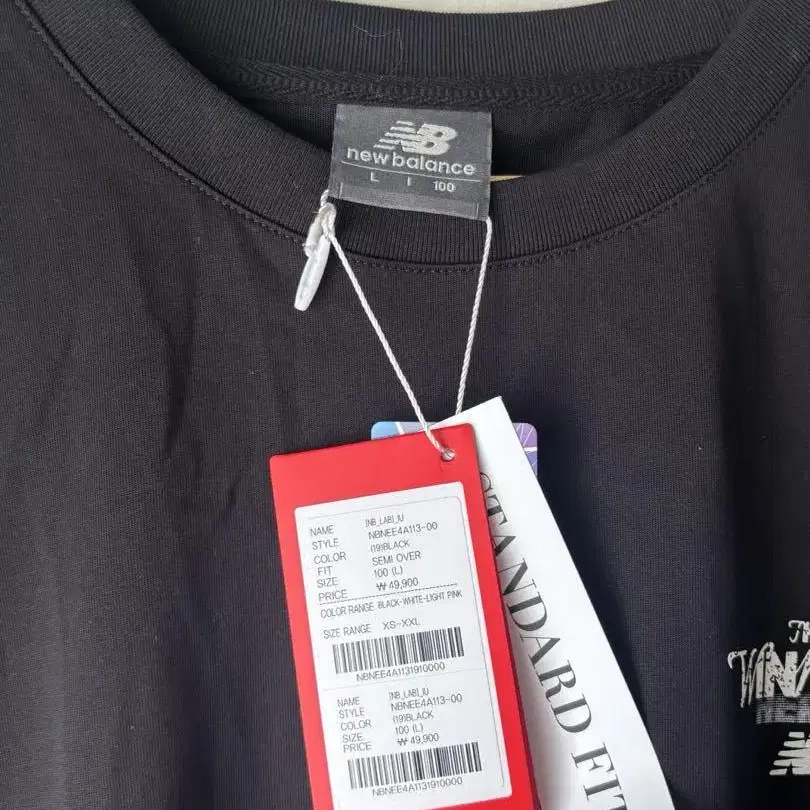 NB
new balance
L | 100
NAME [NB_LAB]_IU
STYLE NBNEE4A113-00
COLOR (19)BLACK
FIT SEMI OVER
SIZE 100 (L)
PRICE ₩ 49,900
COLOR RANGE BLACK-WHITE-LIGHT PINK
SIZE RANGE XS-XXL
NBNEE4A1131910000
NAME [NB_LAB]_IU
STYLE NBNEE4A113-00
COLOR (19)BLACK
SIZE 100 (L)
PRICE ₩ 49,900
NBNEE4A1131910000
STANDARD FIT